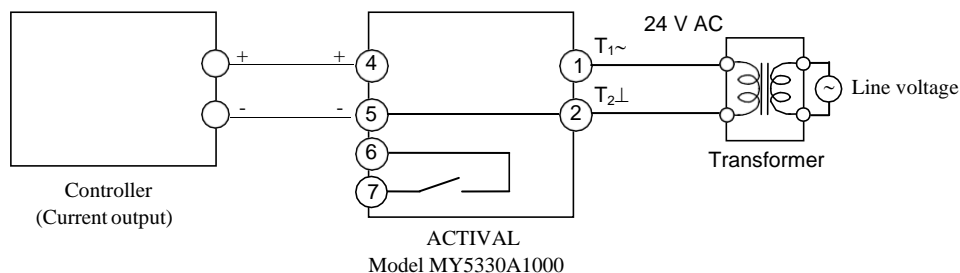 24 V AC
T₁~
+ +
4
1
T₂⊥
- -
5
2
~
Line voltage
6
7
Transformer
Controller
(Current output)
ACTIVAL
Model MY5330A1000